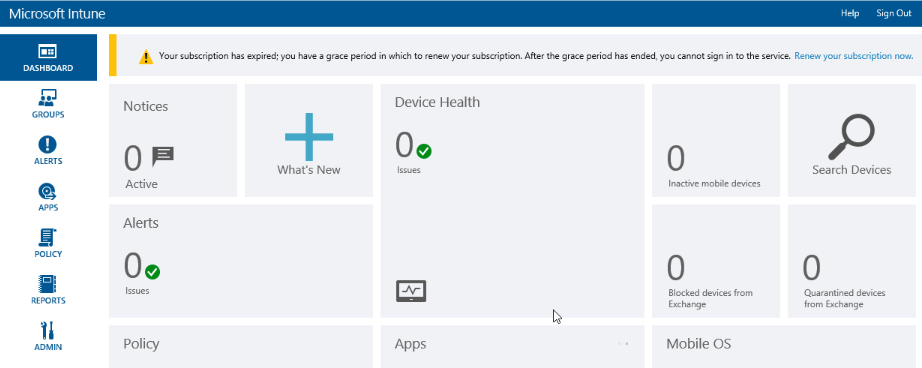 Microsoft Intune
Help
Sign Out
DASHBOARD
GROUPS
ALERTS
APPS
POLICY
REPORTS
ADMIN
Your subscription has expired; you have a grace period in which to renew your subscription. After the grace period has ended, you cannot sign in to the service. Renew your subscription now.
Notices
0
Active
What's New
Device Health
0
Issues
0
Inactive mobile devices
Search Devices
Alerts
0
Issues
0
Blocked devices from
Exchange
0
Quarantined devices
from Exchange
Policy
Apps
Mobile OS